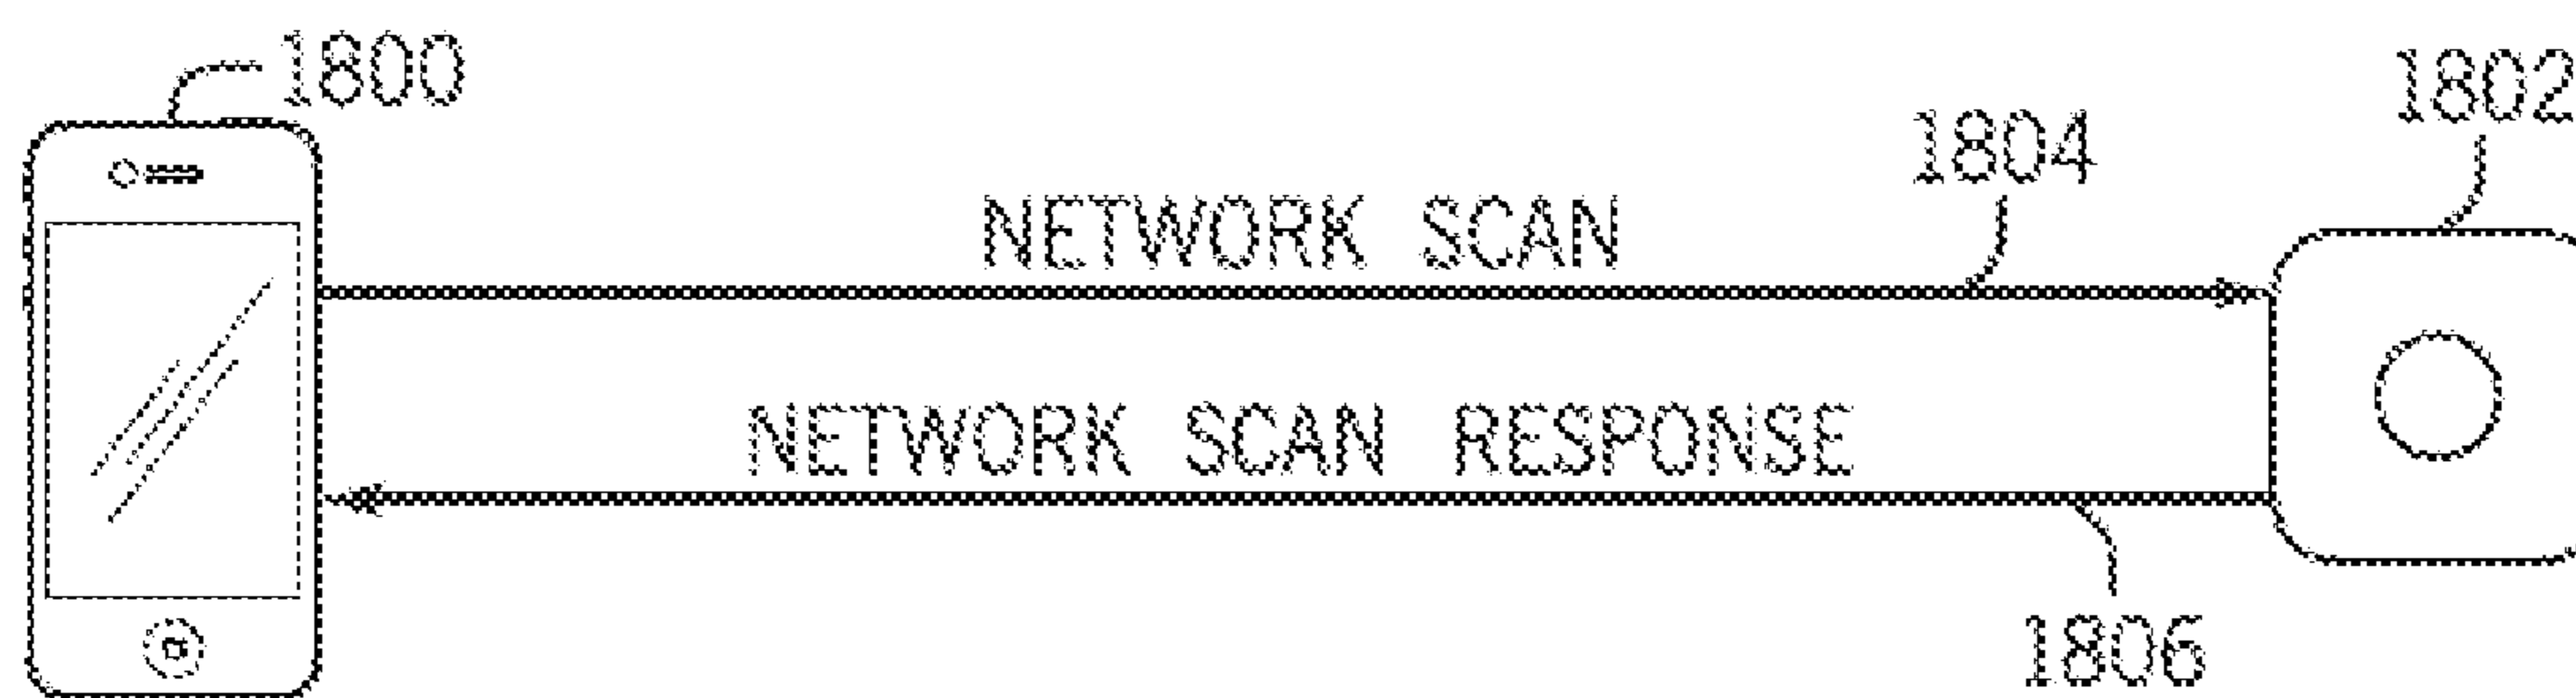 1800
1802
1804
NETWORK SCAN
NETWORK SCAN RESPONSE
1806